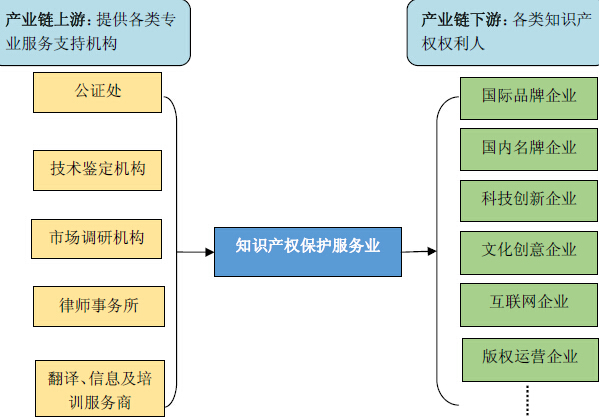 产业链上游：提供各类专
业服务支持机构
公证处
技术鉴定机构
市场调研机构
律师事务所
翻译、信息及培
训服务商
知识产权保护服务业
产业链下游：各类知识产
权权利人
国际品牌企业
国内名牌企业
科技创新企业
文化创意企业
互联网企业
版权运营企业